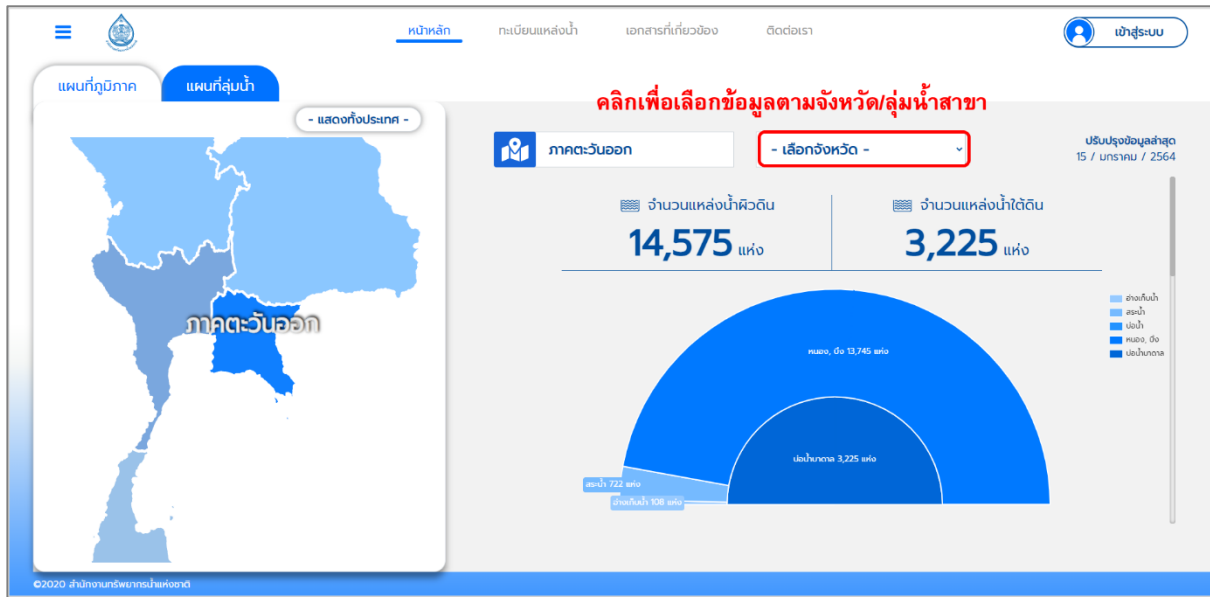 หน้าหลัก ทะเบียนแหล่งน้ำ เอกสารที่เกี่ยวข้อง ติดต่อเรา เข้าสู่ระบบ
แผนที่ภูมิภาค แผนที่ลุ่มน้ำ
- แสดงทั้งประเทศ -
คลิกเพื่อเลือกข้อมูลตามจังหวัด/ลุ่มน้ำสาขา
ภาคตะวันออก - เลือกจังหวัด -
ปรับปรุงข้อมูลล่าสุด
15 / มกราคม / 2564
จำนวนแหล่งน้ำผิวดิน จำนวนแหล่งน้ำใต้ดิน
14,575 แห่ง 3,225 แห่ง
ภาคตะวันออก
อ่างเก็บน้ำ
สระน้ำ
บ่อน้ำ
หนอง, บึง
บ่อน้ำบาดาล
หนอง, บึง 13,745 แห่ง
บ่อน้ำบาดาล 3,225 แห่ง
สระน้ำ 722 แห่ง
อ่างเก็บน้ำ 108 แห่ง
©2020 สำนักงานทรัพยากรน้ำแห่งชาติ